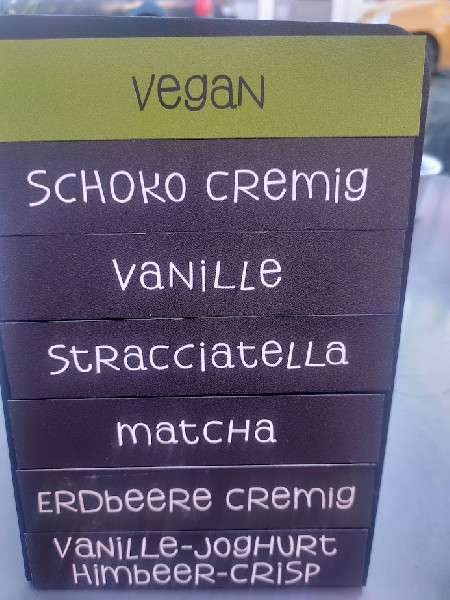 vegan
SCHOKO cremig
vanille
Stracciatella
matcha
Erdbeere cremig
vanille-joghurt
Himbeer-Crisp